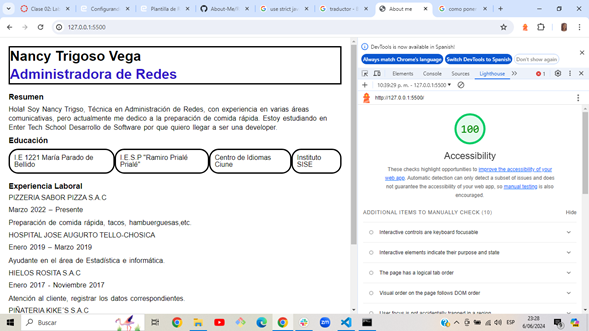 Clase 02: Lo
Configurando
Plantilla de R
About-Me/R
use strict jav
traductor - B
About me
como poner
127.0.0.1:5500
Nancy Trigoso Vega
Administradora de Redes
Resumen
Hola! Soy Nancy Trigso, Técnica en Administración de Redes, con experiencia en varias áreas
comunicativas, pero actualmente me dedico a la preparación de comida rápida. Estoy estudiando en
Enter Tech School Desarrollo de Software por que quiero llegar a ser una developer.
Educación
I.E 1221 María Parado de
Bellido
I.E.S.P "Ramiro Prialé
Prialé"
Centro de Idiomas
Ciune
Instituto
SISE
Experiencia Laboral
PIZZERIA SABOR PIZZA S.A.C
Marzo 2022 – Presente
Preparación de comida rápida, tacos, hamburguesas,etc.
HOSPITAL JOSE AUGURTO TELLO-CHOSICA
Enero 2019 – Marzo 2019
Ayudante en el área de Estadística e informática.
HIELOS ROSITA S.A.C
Enero 2017 - Noviembre 2017
Atención al cliente, registrar los datos correspondientes.
PIÑATERIA KIKE´S S.A.C
DevTools is now available in Spanish!
Always match Chrome's language
Switch DevTools to Spanish
Don't show again
Elements
Console
Sources
Lighthouse
1
10:39:29 p. m. - 127.0.0.1:5500
http://127.0.0.1:5500/
100
Accessibility
These checks highlight opportunities to improve the accessibility of your
web app. Automatic detection can only detect a subset of issues and does
not guarantee the accessibility of your web app, so manual testing is also
encouraged.
ADDITIONAL ITEMS TO MANUALLY CHECK (10)
Hide
Interactive controls are keyboard focusable
Interactive elements indicate their purpose and state
The page has a logical tab order
Visual order on the page follows DOM order
User focus is not accidentally trapped in a region
Buscar
ESP
23:28
6/06/2024